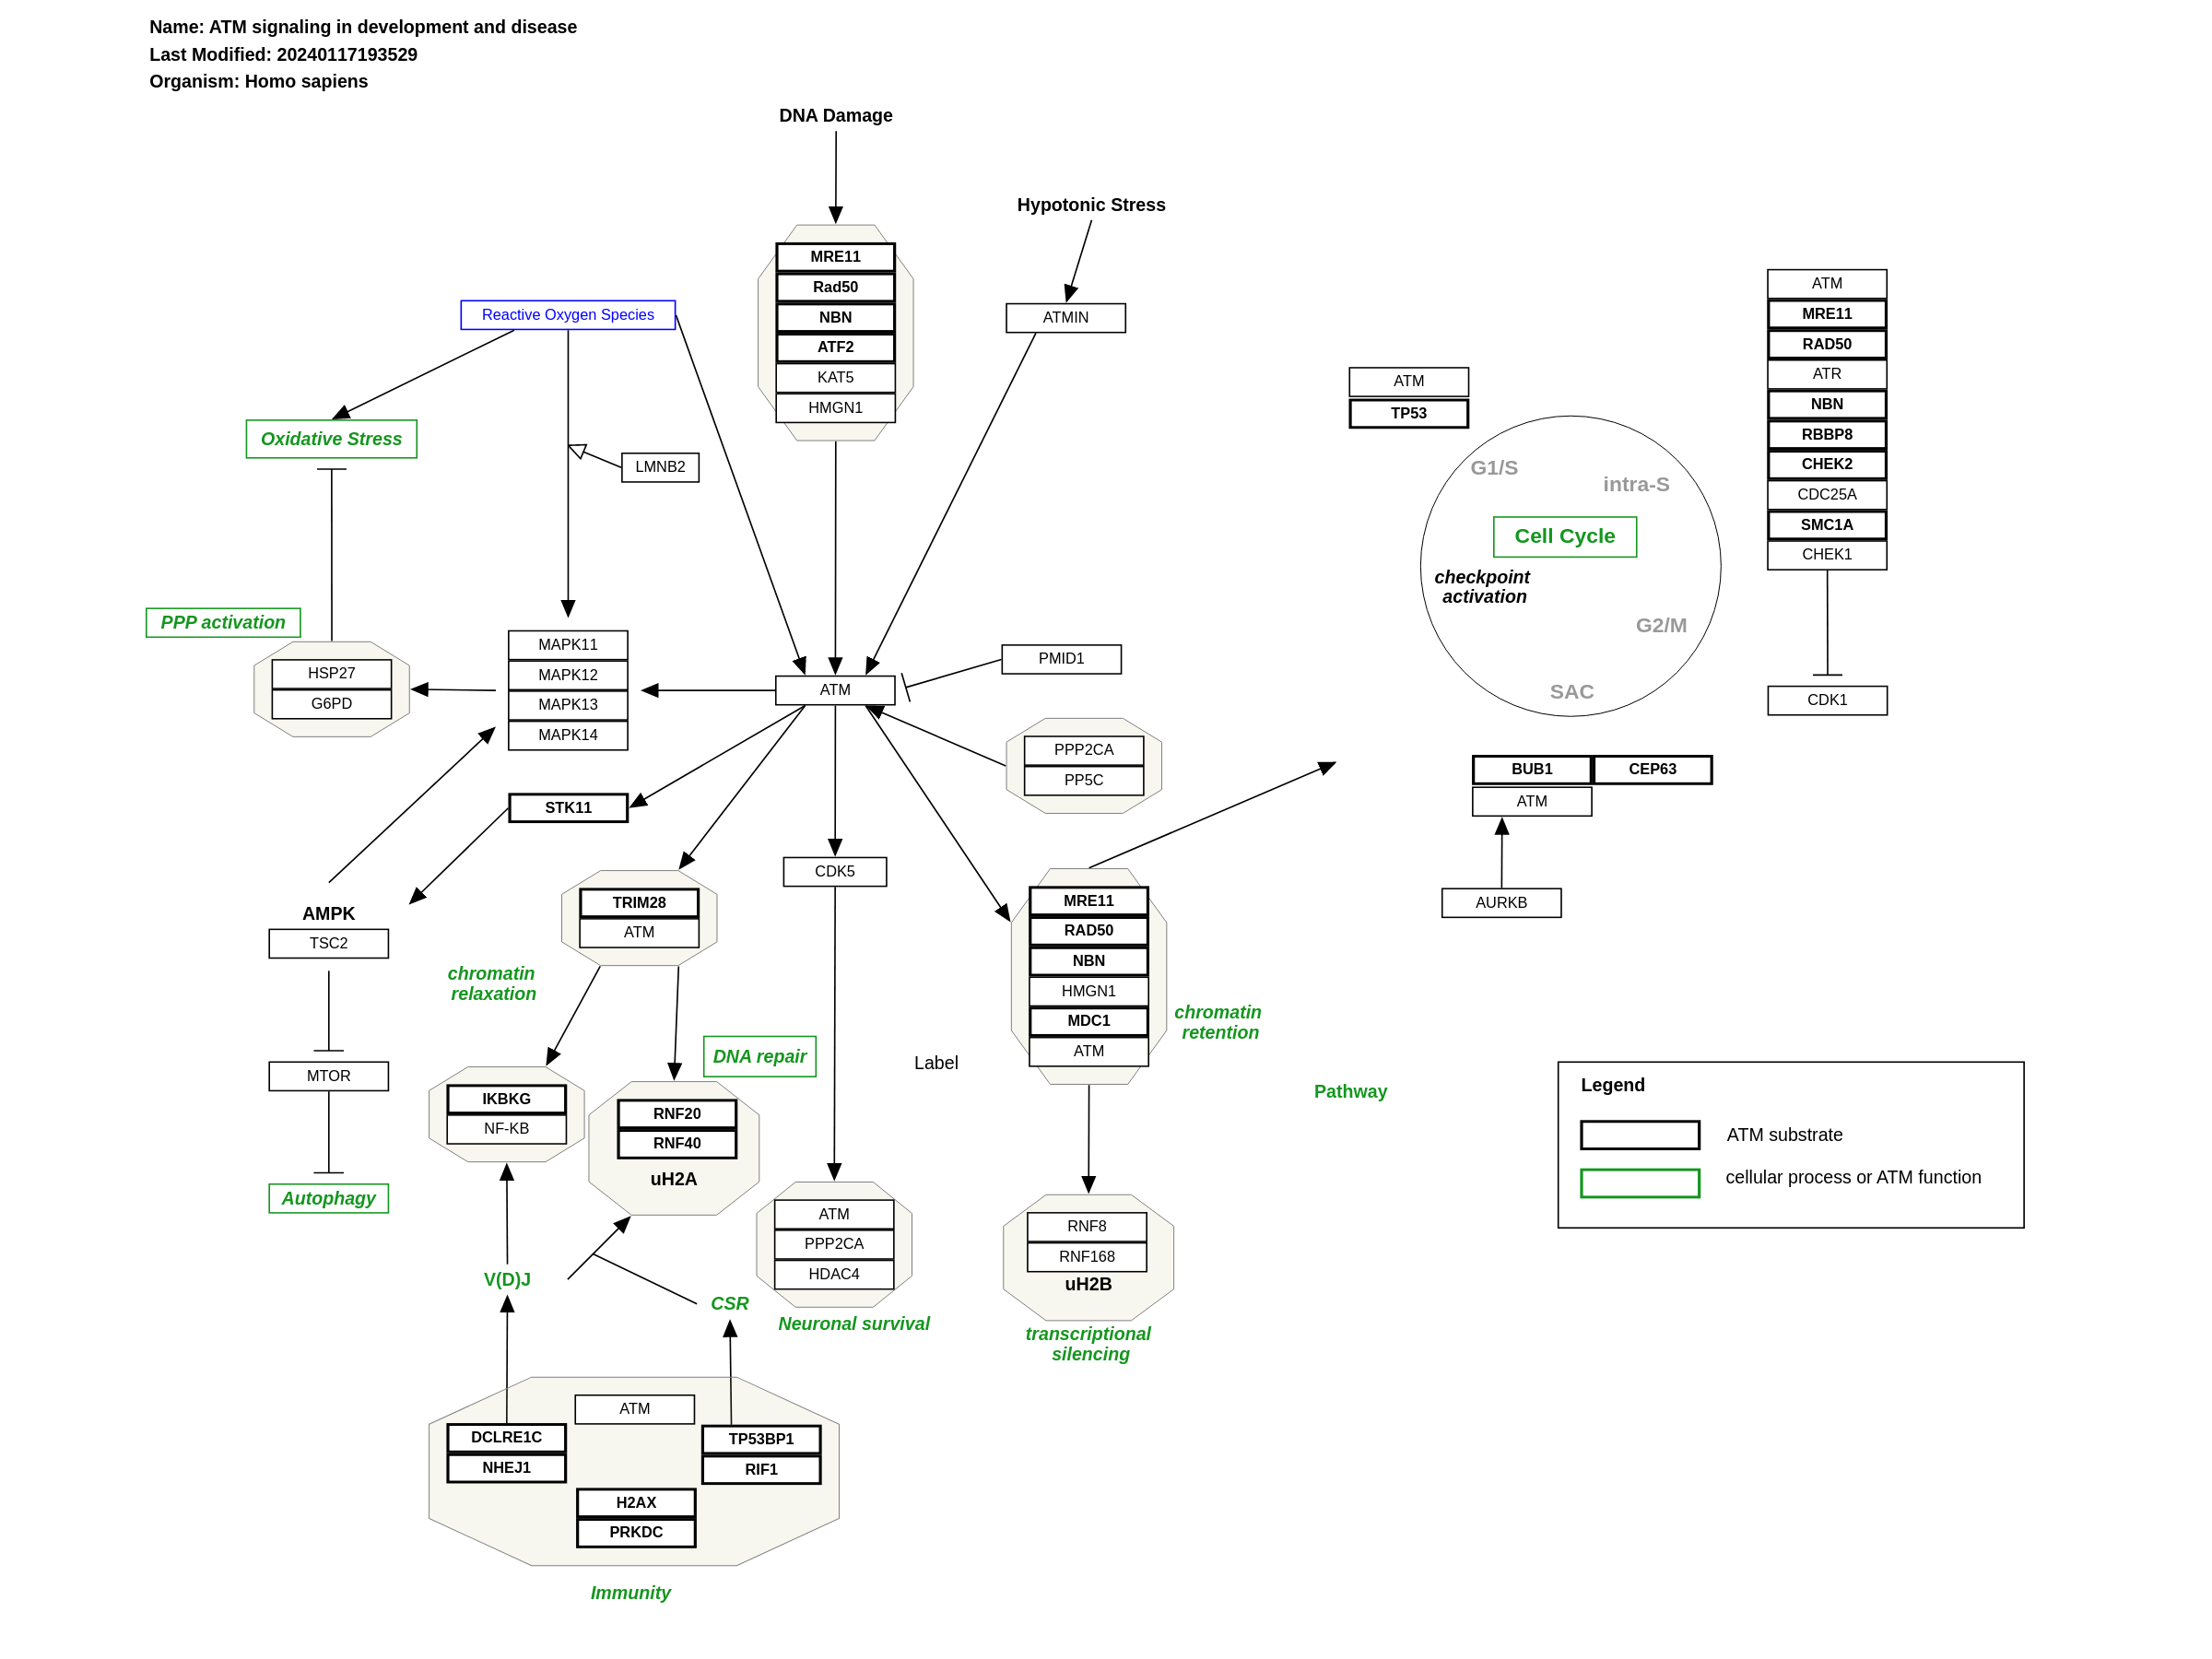 Name: ATM signaling in development and disease
Last Modified: 20240117193529
Organism: Homo sapiens
DNA Damage
Hypotonic Stress
MRE11
Rad50
NBN
ATF2
KAT5
HMGN1
Reactive Oxygen Species
ATMIN
Oxidative Stress
LMNB2
PPP activation
HSP27
G6PD
MAPK11
MAPK12
MAPK13
MAPK14
ATM
PMID1
PPP2CA
PP5C
STK11
AMPK
TSC2
MTOR
Autophagy
TRIM28
ATM
chromatin
relaxation
CDK5
DNA repair
IKBKG
NF-KB
RNF20
RNF40
uH2A
Label
MRE11
RAD50
NBN
HMGN1
MDC1
ATM
chromatin
retention
ATM
PPP2CA
HDAC4
Neuronal survival
RNF8
RNF168
uH2B
transcriptional
silencing
V(D)J
CSR
ATM
DCLRE1C
NHEJ1
TP53BP1
RIF1
H2AX
PRKDC
Immunity
ATM
TP53
G1/S
intra-S
Cell Cycle
checkpoint
activation
G2/M
SAC
ATM
MRE11
RAD50
ATR
NBN
RBBP8
CHEK2
CDC25A
SMC1A
CHEK1
CDK1
BUB1
CEP63
ATM
AURKB
Pathway
Legend
ATM substrate
cellular process or ATM function